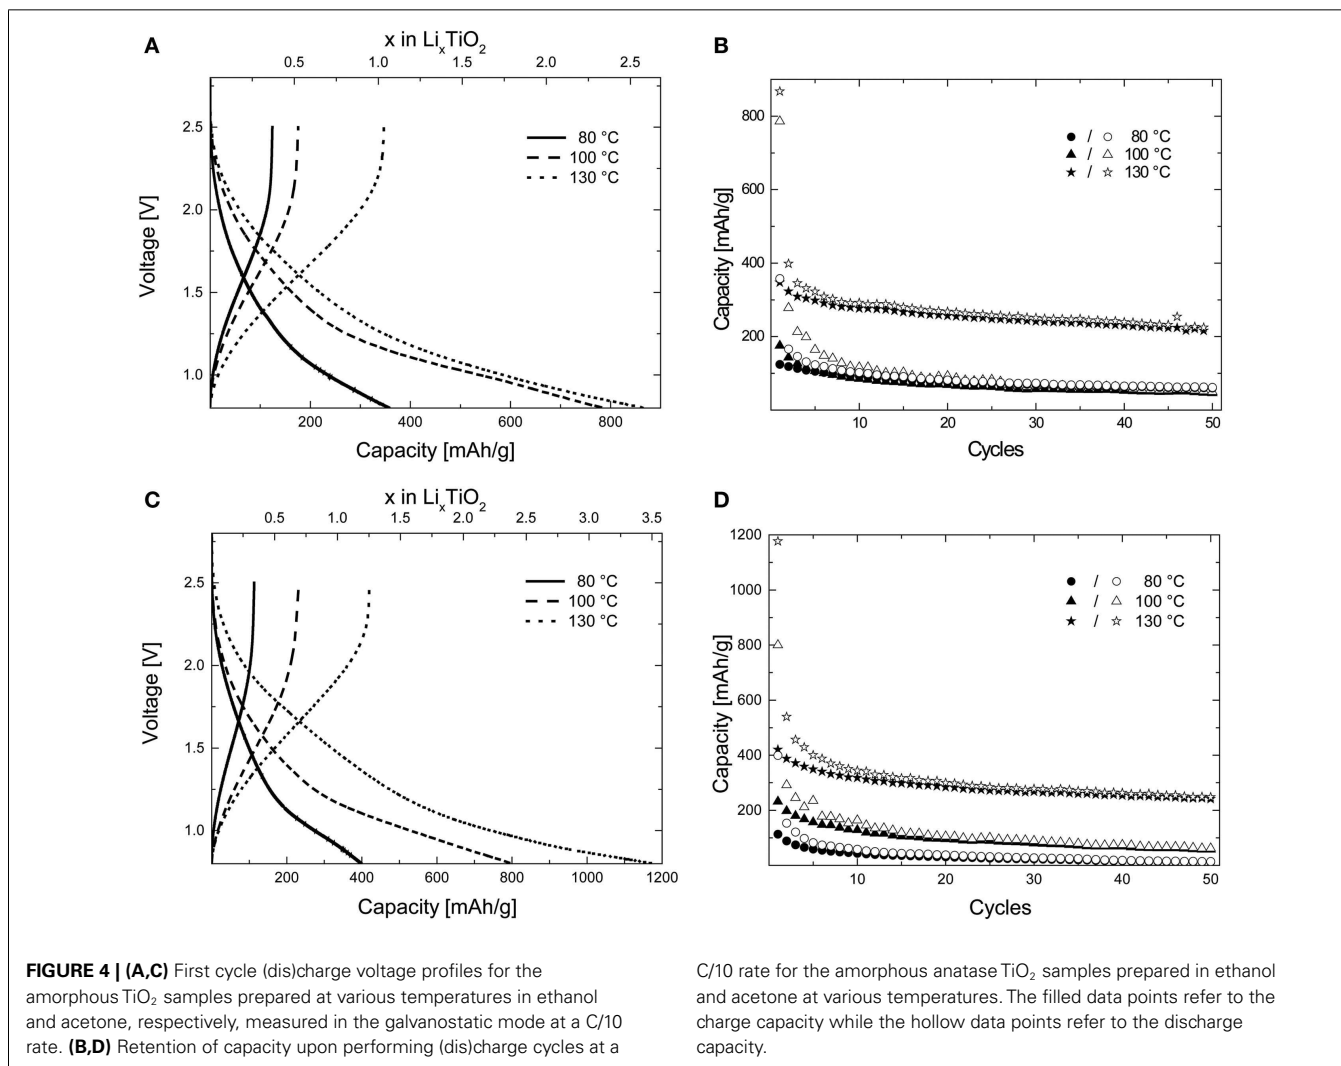 A
x in LixTiO2
0.5 1.0 1.5 2.0 2.5
2.5
2.0
1.5
1.0
Voltage [V]
80 °C
100 °C
130 °C
200 400 600 800
Capacity [mAh/g]
B
800
600
400
200
Capacity [mAh/g]
/ 80 °C
/ 100 °C
/ 130 °C
10 20 30 40 50
Cycles
C
x in LixTiO2
0.5 1.0 1.5 2.0 2.5 3.0 3.5
2.5
2.0
1.5
1.0
Voltage [V]
80 °C
100 °C
130 °C
200 400 600 800 1000 1200
Capacity [mAh/g]
D
1200
1000
800
600
400
200
Capacity [mAh/g]
/ 80 °C
/ 100 °C
/ 130 °C
10 20 30 40 50
Cycles
FIGURE 4 | (A,C) First cycle (dis)charge voltage profiles for the
amorphous TiO2 samples prepared at various temperatures in ethanol
and acetone, respectively, measured in the galvanostatic mode at a C/10
rate. (B,D) Retention of capacity upon performing (dis)charge cycles at a
C/10 rate for the amorphous anatase TiO2 samples prepared in ethanol
and acetone at various temperatures. The filled data points refer to the
charge capacity while the hollow data points refer to the discharge
capacity.